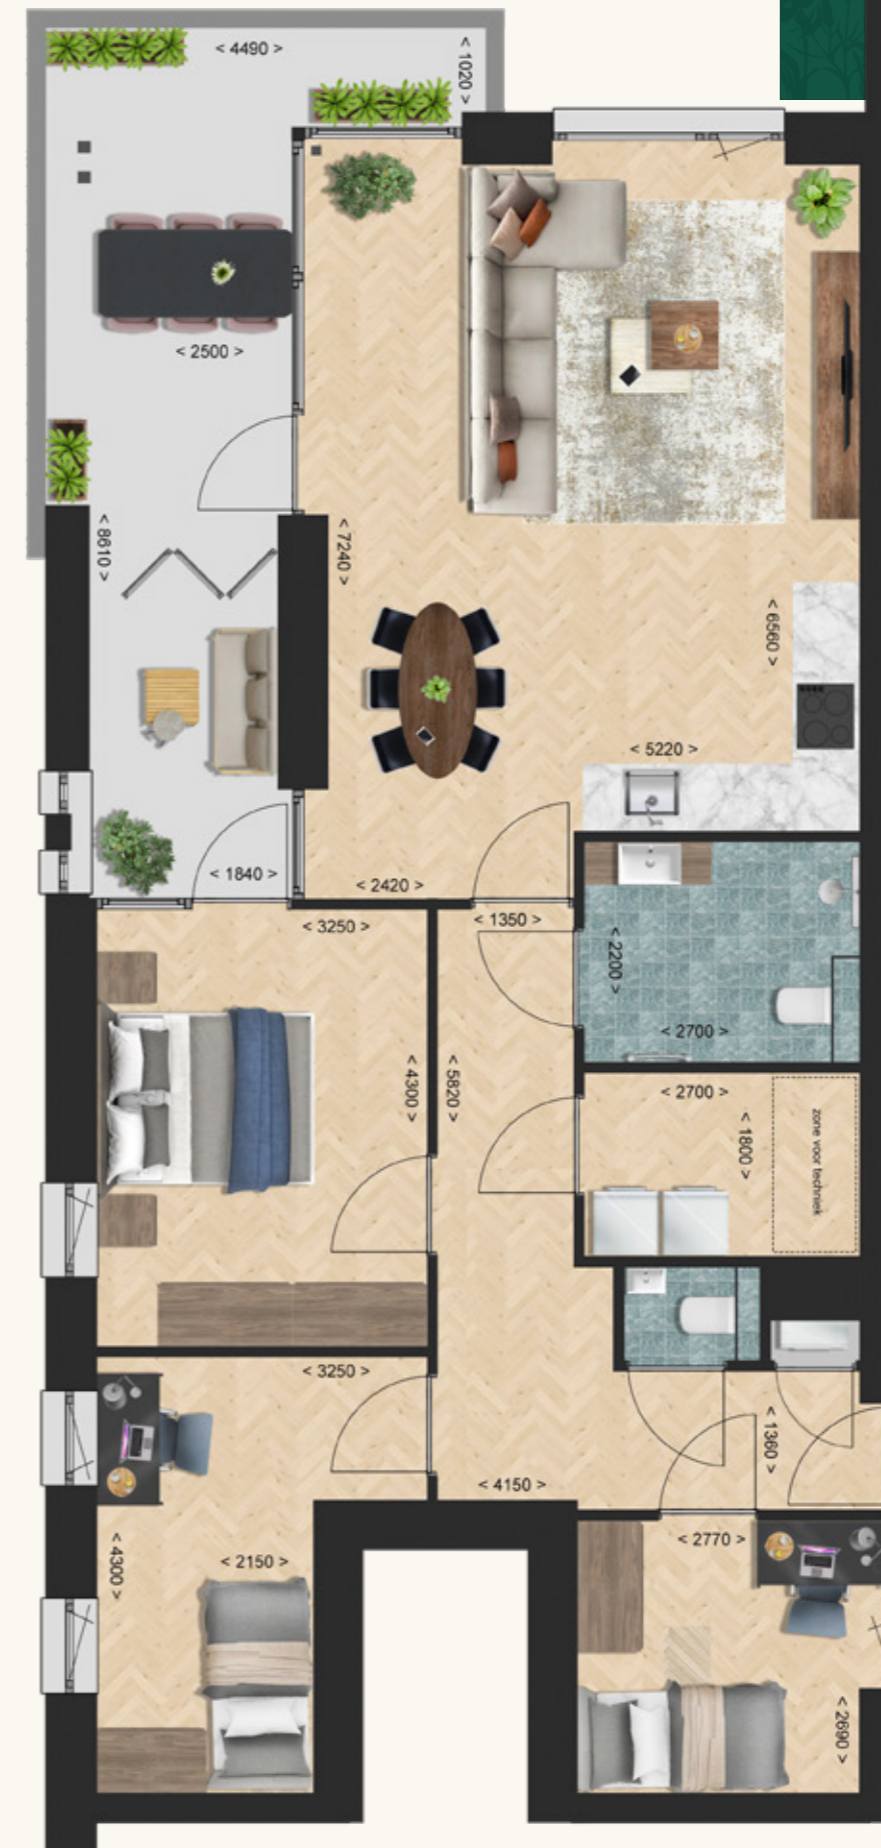 < 4490 >
< 1020 >
< 2500 >
< 8610 >
< 7240 >
< 6560 >
< 5220 >
< 1840 >
< 2420 >
< 3250 >
< 1350 >
< 2200 >
< 2700 >
< 4300 >
< 5820 >
< 2700 >
< 1800 >
zone voor techniek
< 3250 >
< 1360 >
< 4150 >
< 4300 >
< 2150 >
< 2770 >
< 2690 >